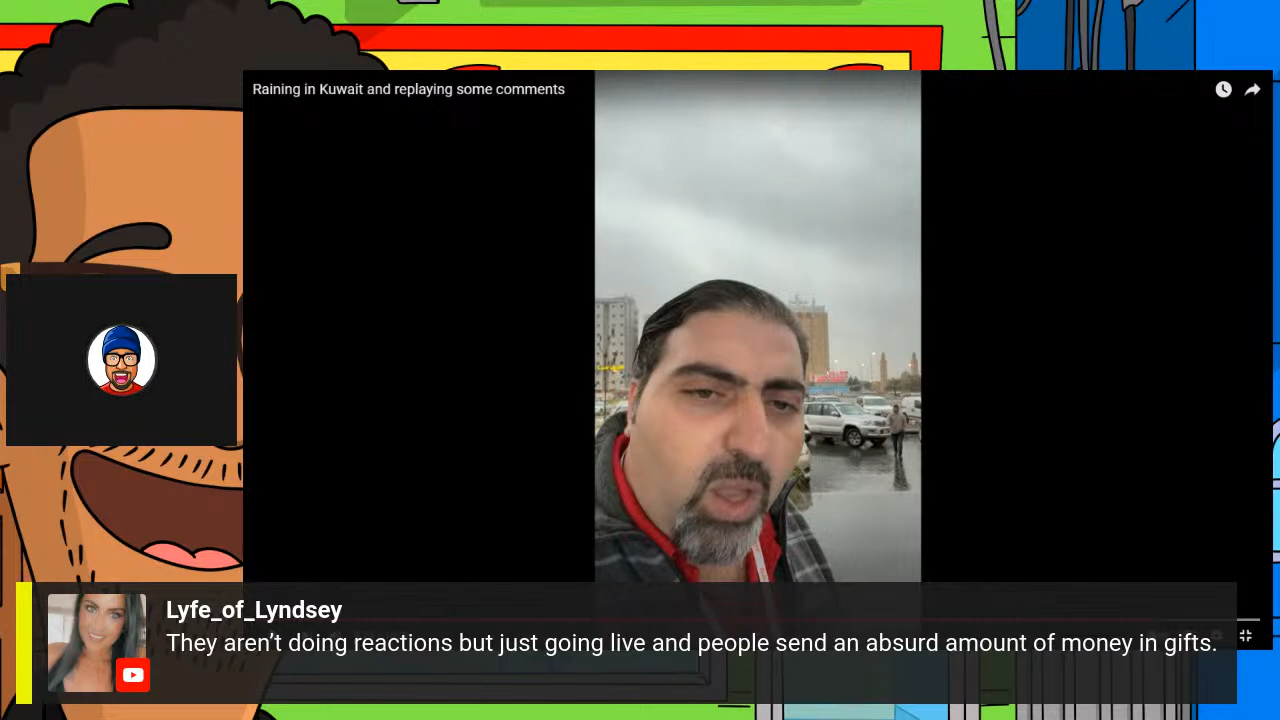 Raining in Kuwait and replaying some comments
Lyfe_of_Lyndsey
They aren’t doing reactions but just going live and people send an absurd amount of money in gifts.